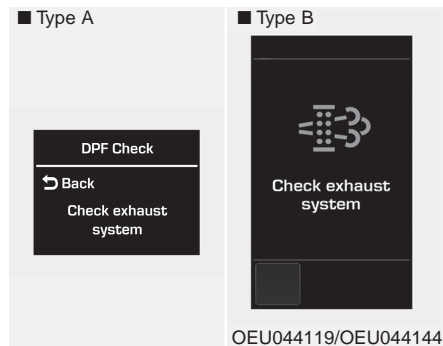 ■ Type A
DPF Check
Back
Check exhaust
system
■ Type B
Check exhaust
system
OEU044119/OEU044144